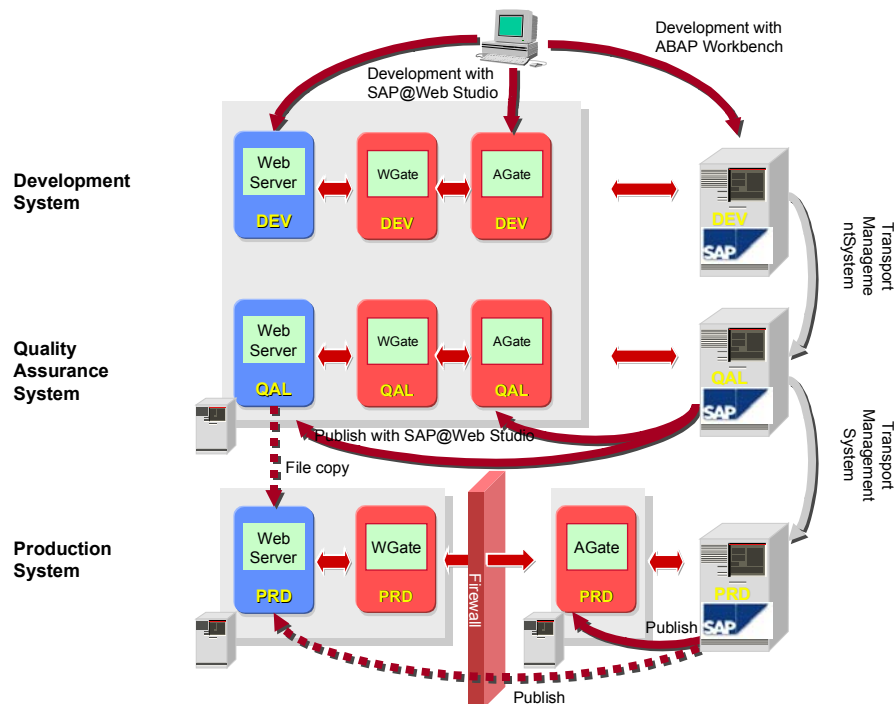 Development with
ABAP Workbench
Development with
SAP@Web Studio
Development
System
Web
Server
DEV
WGate
DEV
AGate
DEV
DEV
SAP
Transport
Manageme
ntSystem
Quality
Assurance
System
Web
Server
QAL
WGate
QAL
AGate
QAL
QAL
SAP
Publish with SAP@Web Studio
File copy
Transport
Management
System
Production
System
Web
Server
PRD
WGate
PRD
Firewall
AGate
PRD
PRD
SAP
Publish
Publish